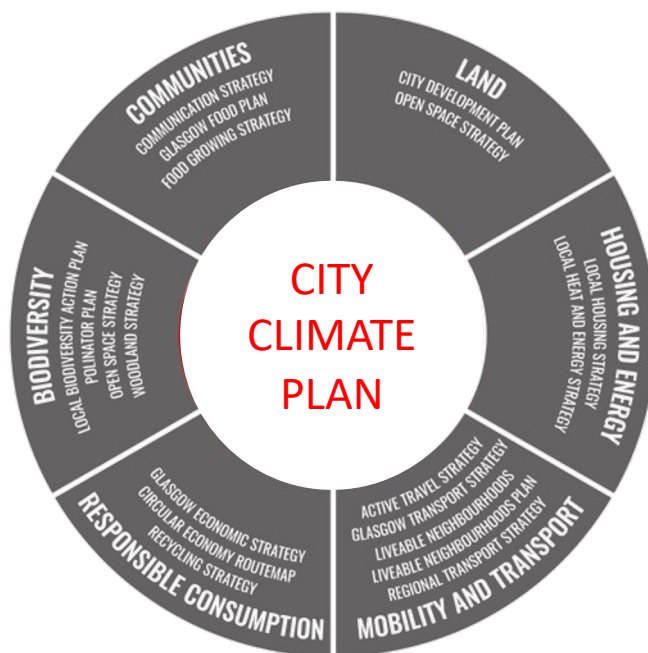 COMMUNITIES
COMMUNICATION STRATEGY
GLASGOW FOOD PLAN
FOOD GROWING STRATEGY
LAND
CITY DEVELOPMENT PLAN
OPEN SPACE STRATEGY
HOUSING AND ENERGY
LOCAL HOUSING STRATEGY
LOCAL HEAT AND ENERGY STRATEGY
MOBILITY AND TRANSPORT
ACTIVE TRAVEL STRATEGY
GLASGOW TRANSPORT STRATEGY
LIVEABLE NEIGHBOURHOODS
LIVEABLE NEIGHBOURHOODS PLAN
REGIONAL TRANSPORT STRATEGY
RESPONSIBLE CONSUMPTION
GLASGOW ECONOMIC STRATEGY
CIRCULAR ECONOMY ROUTEMAP
RECYCLING STRATEGY
BIODIVERSITY
LOCAL BIODIVERSITY ACTION PLAN
POLINATOR PLAN
OPEN SPACE STRATEGY
WOODLAND STRATEGY
CITY
CLIMATE
PLAN